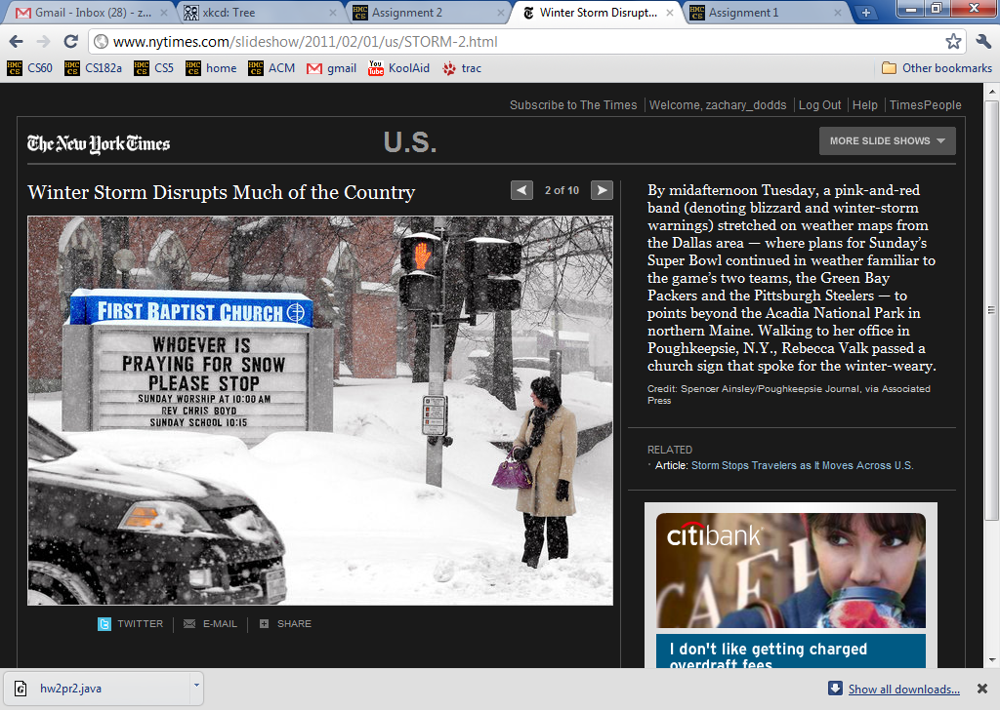 Gmail - Inbox (28) - z...
xkcd: Tree
Assignment 2
Winter Storm Disrupt...
Assignment 1
www.nytimes.com/slideshow/2011/02/01/us/STORM-2.html
CS60
CS182a
CS5
home
ACM
gmail
KoolAid
trac
Other bookmarks
Subscribe to The Times
Welcome, zachary_dodds
Log Out
Help
TimesPeople
The New York Times
U.S.
MORE SLIDE SHOWS
Winter Storm Disrupts Much of the Country
2 of 10
FIRST BAPTIST CHURCH
WHOEVER IS
PRAYING FOR SNOW
PLEASE STOP
SUNDAY WORSHIP AT 10:00 AM
REV CHRIS BOYD
SUNDAY SCHOOL 10:15
TWITTER
E-MAIL
SHARE
By midafternoon Tuesday, a pink-and-red
band (denoting blizzard and winter-storm
warnings) stretched on weather maps from
the Dallas area — where plans for Sunday’s
Super Bowl continued in weather familiar to
the game’s two teams, the Green Bay
Packers and the Pittsburgh Steelers — to
points beyond the Acadia National Park in
northern Maine. Walking to her office in
Poughkeepsie, N.Y., Rebecca Valk passed a
church sign that spoke for the winter-weary.
Credit: Spencer Ainsley/Poughkeepsie Journal, via Associated
Press
RELATED
· Article: Storm Stops Travelers as It Moves Across U.S.
citibank
CAFE
I don't like getting charged
overdraft fees
hw2pr2.java
Show all downloads...